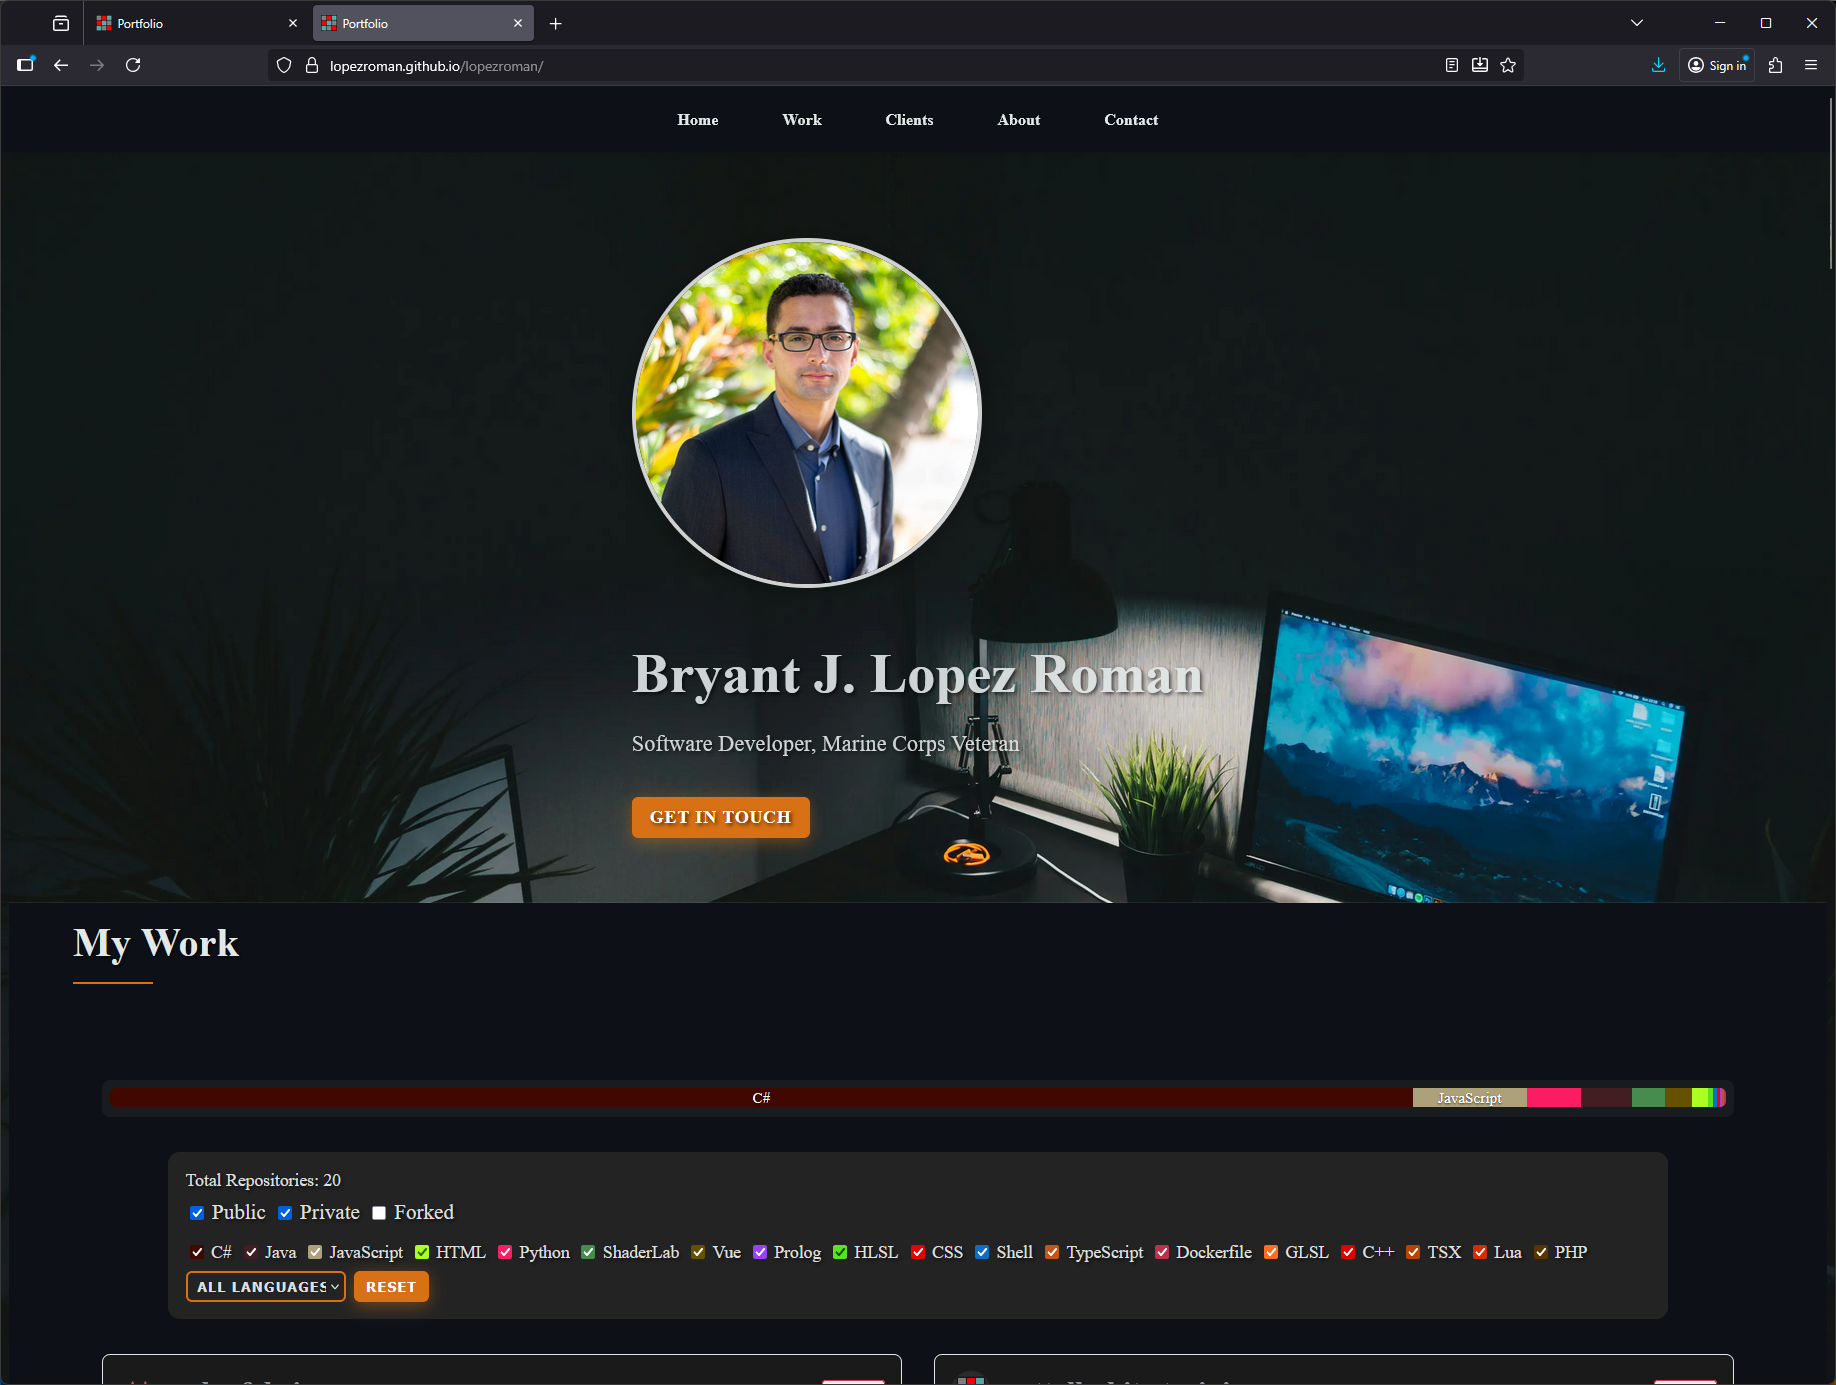 Portfolio
Portfolio
lopezroman.github.io/lopezroman/
Sign in
Home
Work
Clients
About
Contact
Bryant J. Lopez Roman
Software Developer, Marine Corps Veteran
GET IN TOUCH
My Work
C#
JavaScript
Total Repositories: 20
Public Private Forked
C# Java JavaScript HTML Python ShaderLab Vue Prolog HLSL CSS Shell TypeScript Dockerfile GLSL C++ TSX Lua PHP
ALL LANGUAGES
RESET